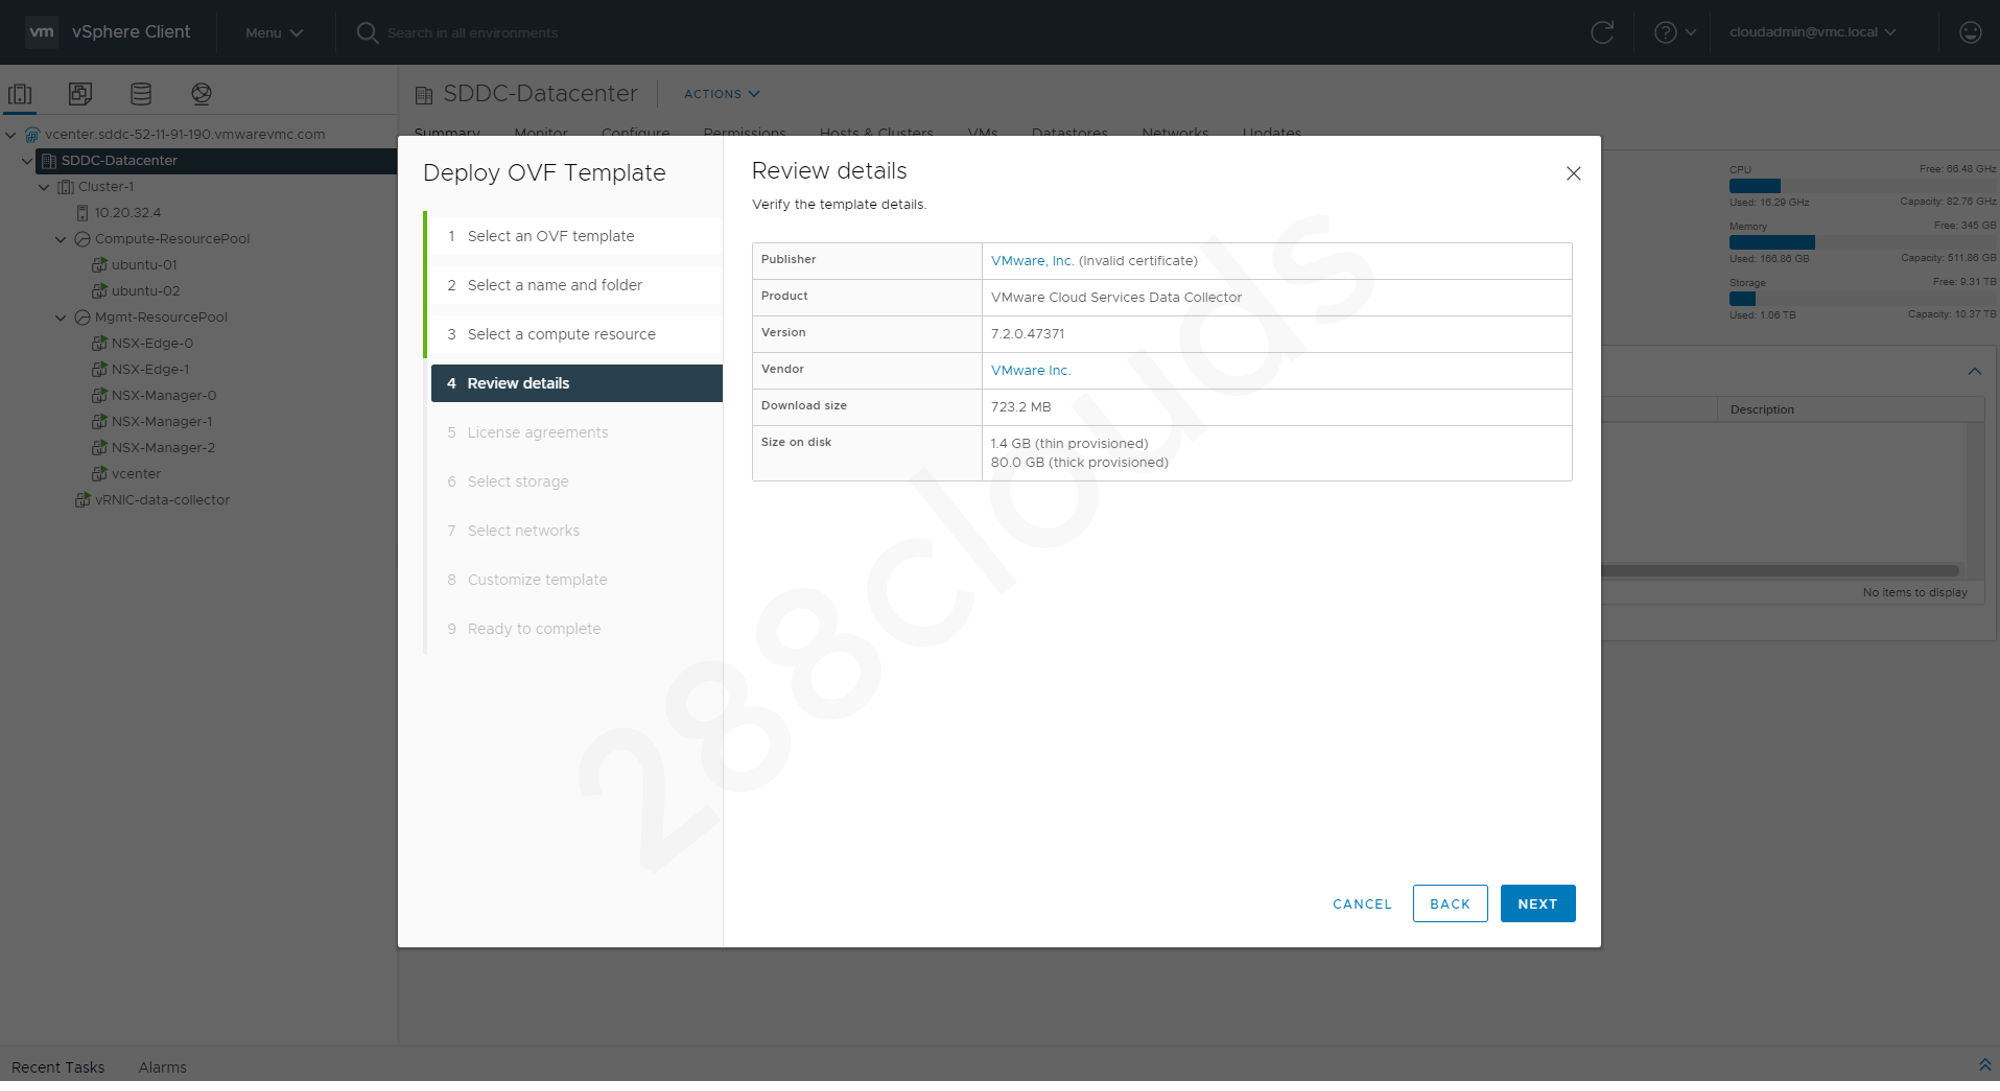 vm vSphere Client Menu Search in all environments cloudadmin@vmc.local
SDDC-Datacenter ACTIONS
Summary Monitor Configure Permissions Hosts & Clusters VMs Datastores Networks Updates
vcenter.sddc-52-11-91-190.vmwarevmc.com
SDDC-Datacenter
Cluster-1
10.20.32.4
Compute-ResourcePool
ubuntu-01
ubuntu-02
Mgmt-ResourcePool
NSX-Edge-0
NSX-Edge-1
NSX-Manager-0
NSX-Manager-1
NSX-Manager-2
vcenter
vRNIC-data-collector
Deploy OVF Template
1 Select an OVF template
2 Select a name and folder
3 Select a compute resource
4 Review details
5 License agreements
6 Select storage
7 Select networks
8 Customize template
9 Ready to complete
Review details
Verify the template details.
Publisher VMware, Inc. (Invalid certificate)
Product VMware Cloud Services Data Collector
Version 7.2.0.47371
Vendor VMware Inc.
Download size 723.2 MB
Size on disk 1.4 GB (thin provisioned)
80.0 GB (thick provisioned)
CANCEL BACK NEXT
CPU Free: 66.48 GHz
Used: 16.29 GHz Capacity: 82.76 GHz
Memory Free: 345 GB
Used: 166.86 GB Capacity: 511.86 GB
Storage Free: 9.31 TB
Used: 1.06 TB Capacity: 10.37 TB
Description
No items to display
288clouds
Recent Tasks Alarms